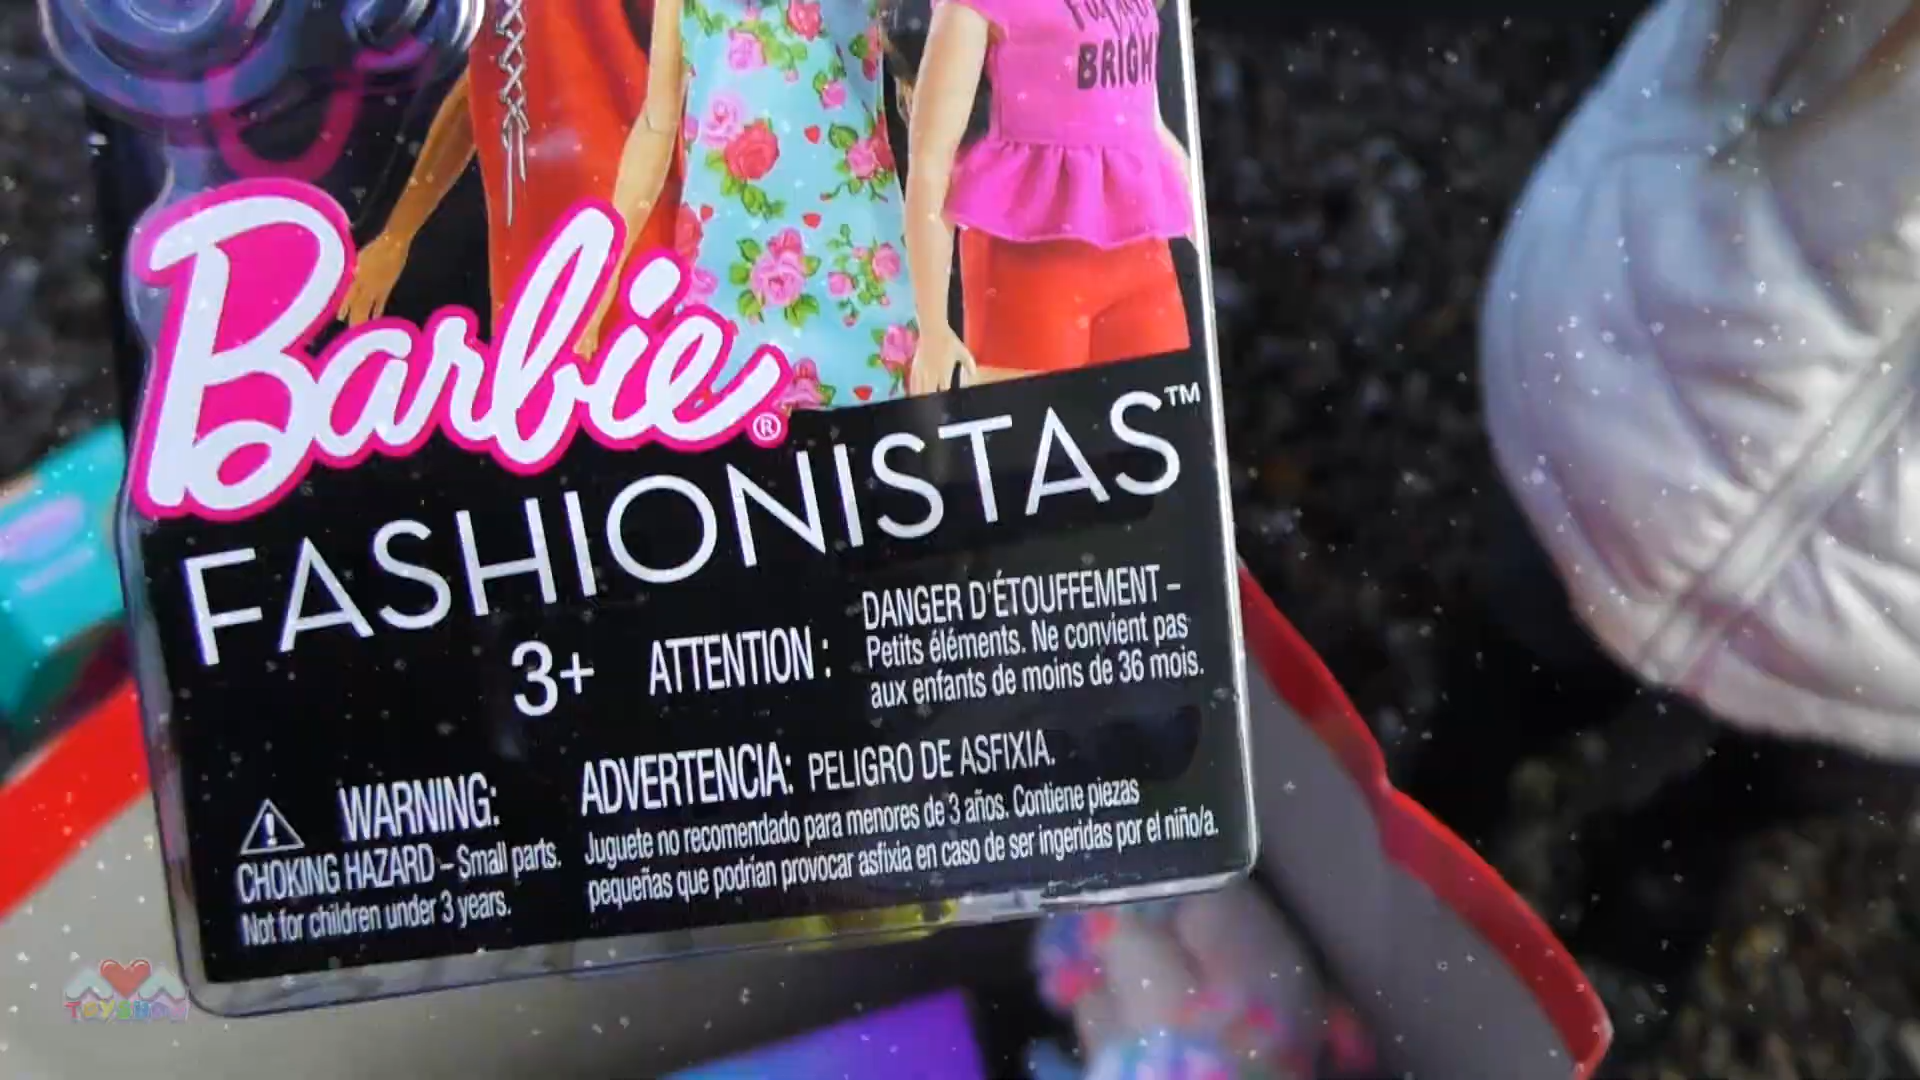 BRIGH
Barbie®
FASHIONISTAS™
3+
ATTENTION :
DANGER D'ÉTOUFFEMENT –
Petits éléments. Ne convient pas
aux enfants de moins de 36 mois.
WARNING:
CHOKING HAZARD – Small parts.
Not for children under 3 years.
ADVERTENCIA: PELIGRO DE ASFIXIA.
Juguete no recomendado para menores de 3 años. Contiene piezas
pequeñas que podrían provocar asfixia en caso de ser ingeridas por el niño/a.
TOYSHOW